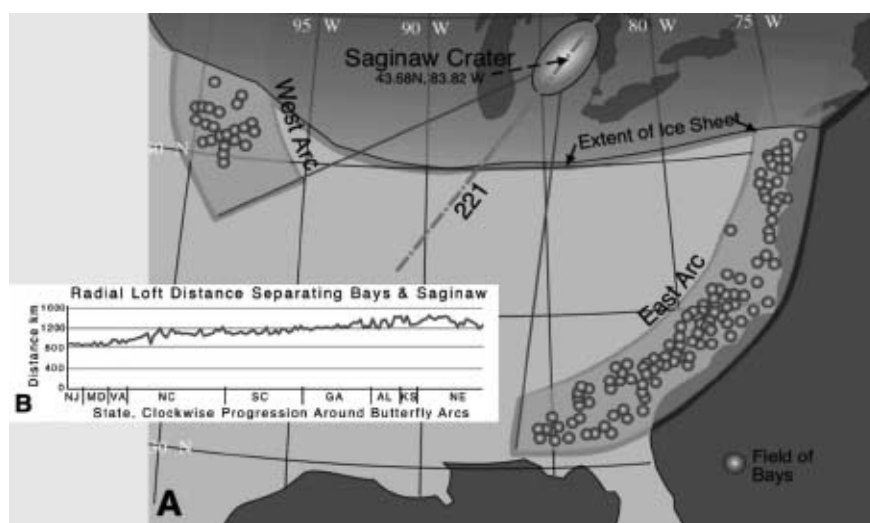 A
95 W
90 W
80 W
75 W
Saginaw Crater
43.68N, 83.82 W
West Arc
Extent of Ice Sheet
N
221
East Arc
Radial Loft Distance Separating Bays & Saginaw
Distance km
1600
1200
800
400
0
NJ MD VA NC SC GA AL KS NE
State, Clockwise Progression Around Butterfly Arcs
B
N
A
Field of
Bays